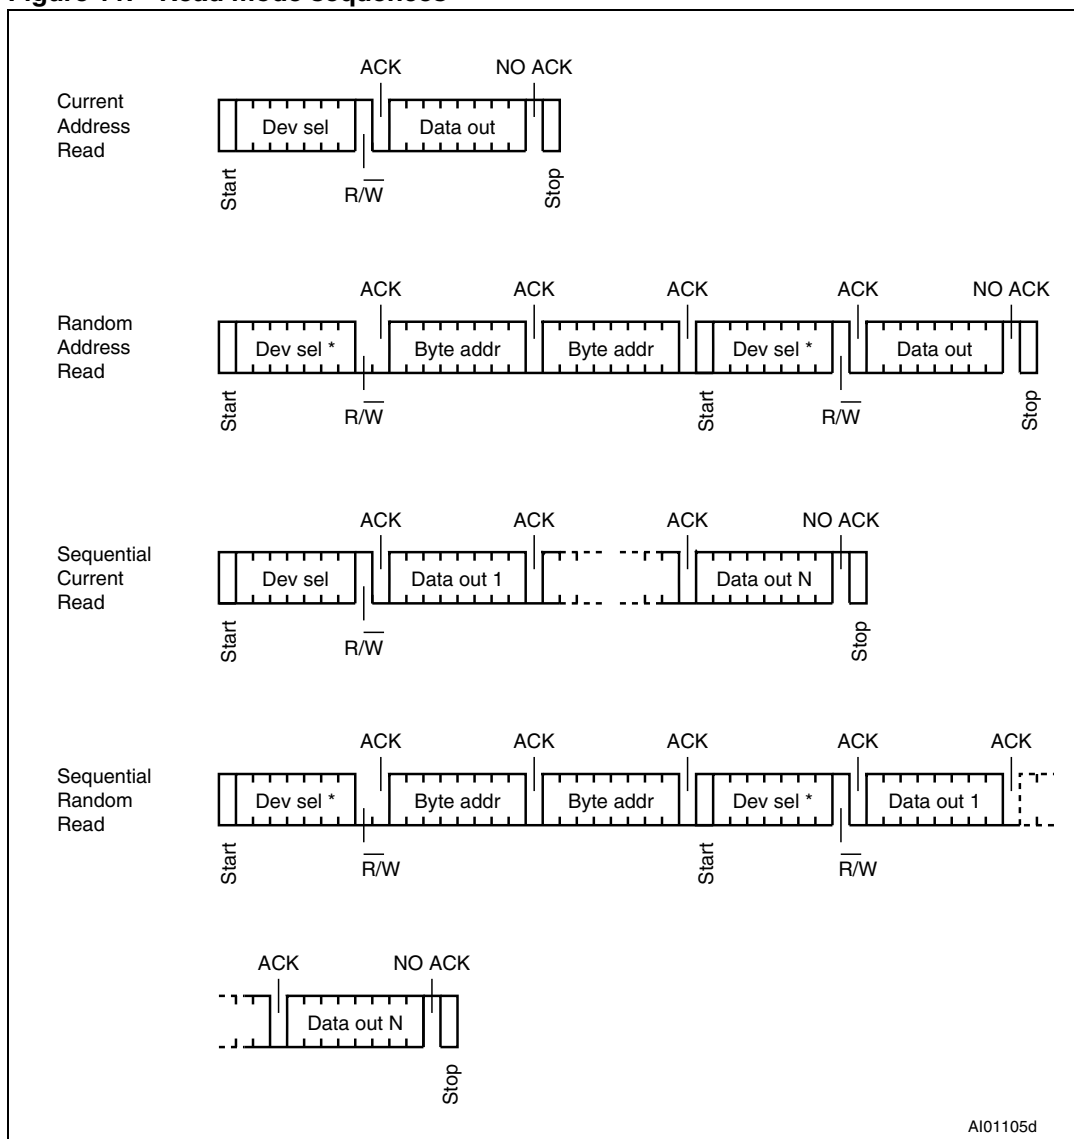 Figure Read mode sequences
ACK NO ACK
Current
Address
Read
Dev sel Data out
Start R/W̅ Stop
ACK ACK ACK ACK NO ACK
Random
Address
Read
Dev sel * Byte addr Byte addr Dev sel * Data out
Start R/W̅ Start R/W̅ Stop
ACK ACK ACK NO ACK
Sequential
Current
Read
Dev sel Data out 1 Data out N
Start R/W̅ Stop
ACK ACK ACK ACK ACK
Sequential
Random
Read
Dev sel * Byte addr Byte addr Dev sel * Data out 1
Start R̅/W Start R̅/W
ACK NO ACK
Data out N
Stop
AI01105d